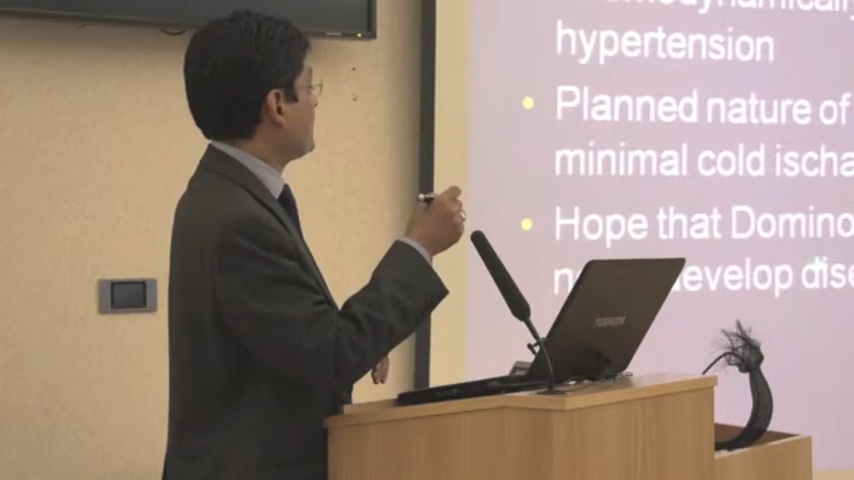 hypertension
Planned nature of
minimal cold ischa
Hope that Domino
develop dise
TOSHIBA